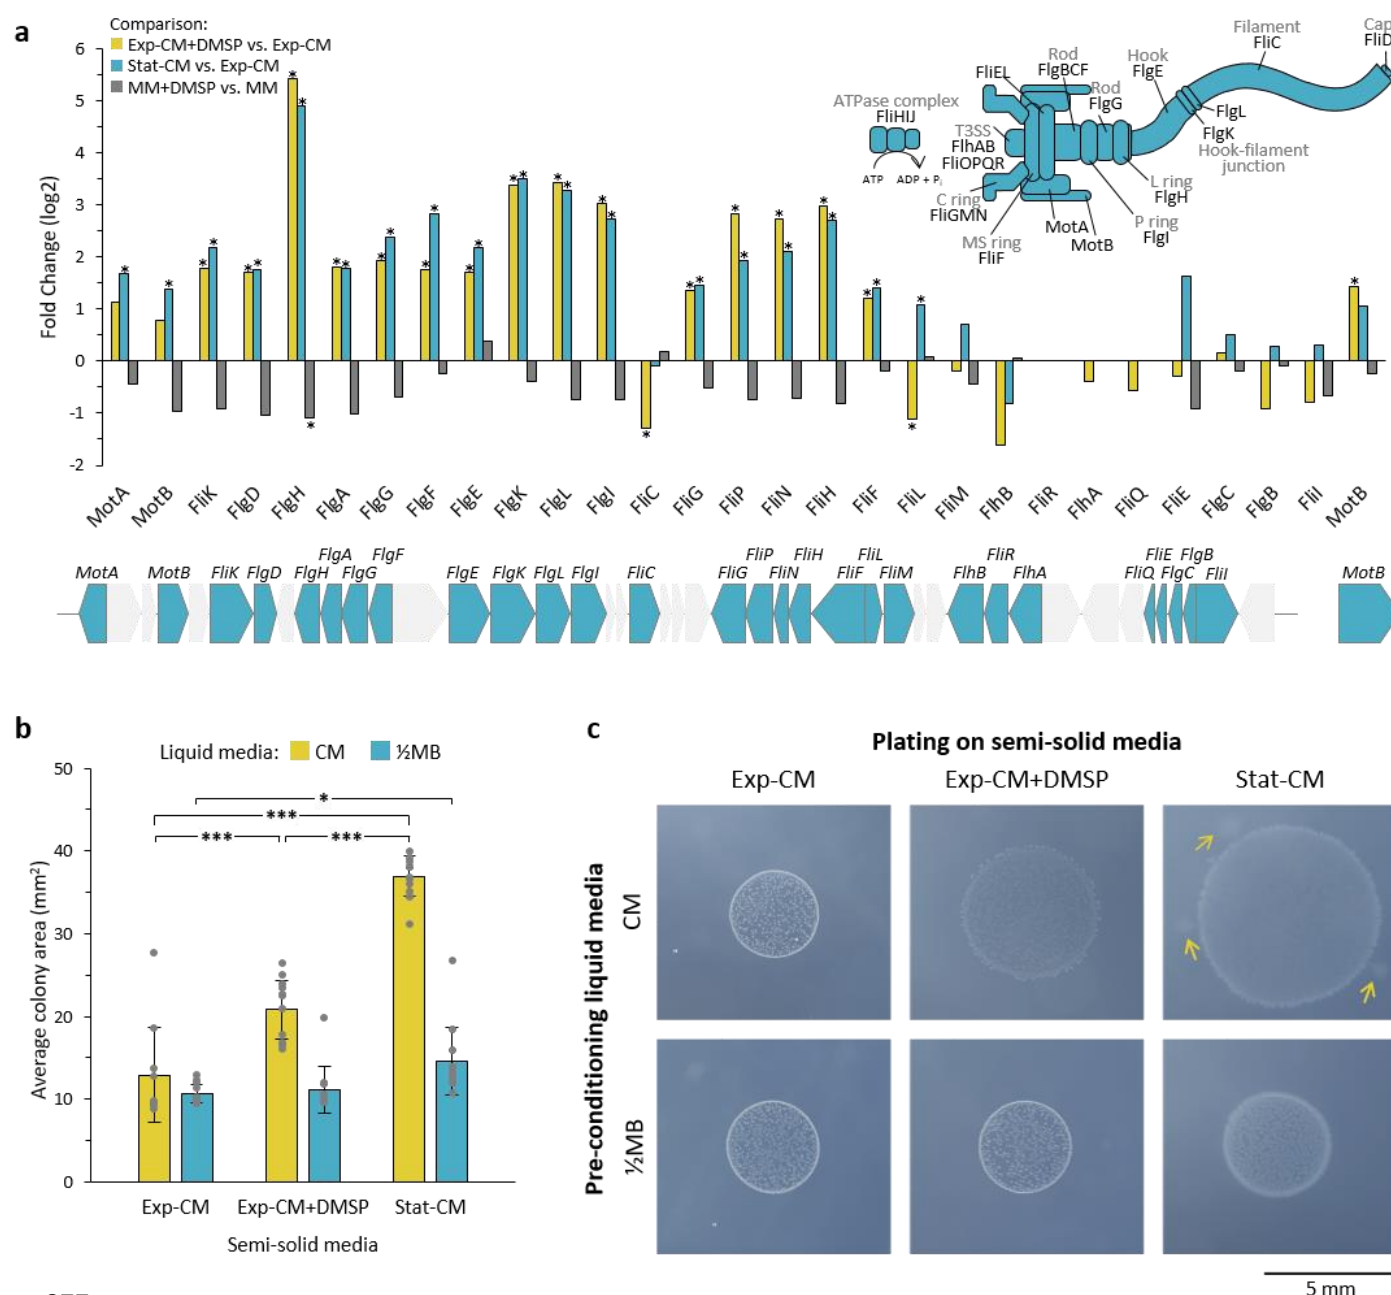 a
Comparison:
Exp-CM+DMSP vs. Exp-CM
Stat-CM vs. Exp-CM
MM+DMSP vs. MM
Fold Change (log2)
6
5
4
3
2
1
0
-1
-2
* * * * * * * * * * * * * * * * * * * * * * * * * * * * * * * * * * * * * * * * *
MotA MotB FliK FlgD FlgH FlgA FlgG FlgF FlgE FlgK FlgL FlgI FliC FliG FliP FliN FliH FliF FliL FliM FlhB FliR FlhA FliQ FliE FlgC FlgB FliI MotB
ATPase complex
FliHIJ
ATP ADP + Pi
FliEL
T3SS
FlhAB
FliOPQR
C ring
FliGMN
MS ring
FliF
Rod
FlgBCF
Rod
FlgG
Hook
FlgE
Filament
FliC
Cap
FliD
FlgL
FlgK
Hook-filament
junction
L ring
FlgH
P ring
FlgI
MotA
MotB
FlgA FlgF FliP FliH FliL FliR FliE FlgB
MotA MotB FliK FlgD FlgH FlgG FlgE FlgK FlgL FlgI FliC FliG FliN FliF FliM FlhB FlhA FliQ FlgC FliI MotB
b
Liquid media: CM ½MB
Average colony area (mm²)
50
40
30
20
10
0
*
***
*** ***
Exp-CM Exp-CM+DMSP Stat-CM
Semi-solid media
c
Plating on semi-solid media
Exp-CM Exp-CM+DMSP Stat-CM
Pre-conditioning liquid media
CM
½MB
5 mm